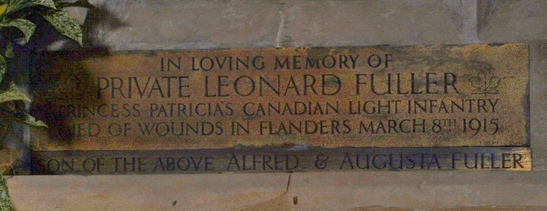 IN LOVING MEMORY OF
PRIVATE LEONARD FULLER
PRINCESS PATRICIA'S CANADIAN LIGHT INFANTRY
DIED OF WOUNDS IN FLANDERS MARCH 8TH 1915
SON OF THE ABOVE ALFRED & AUGUSTA FULLER